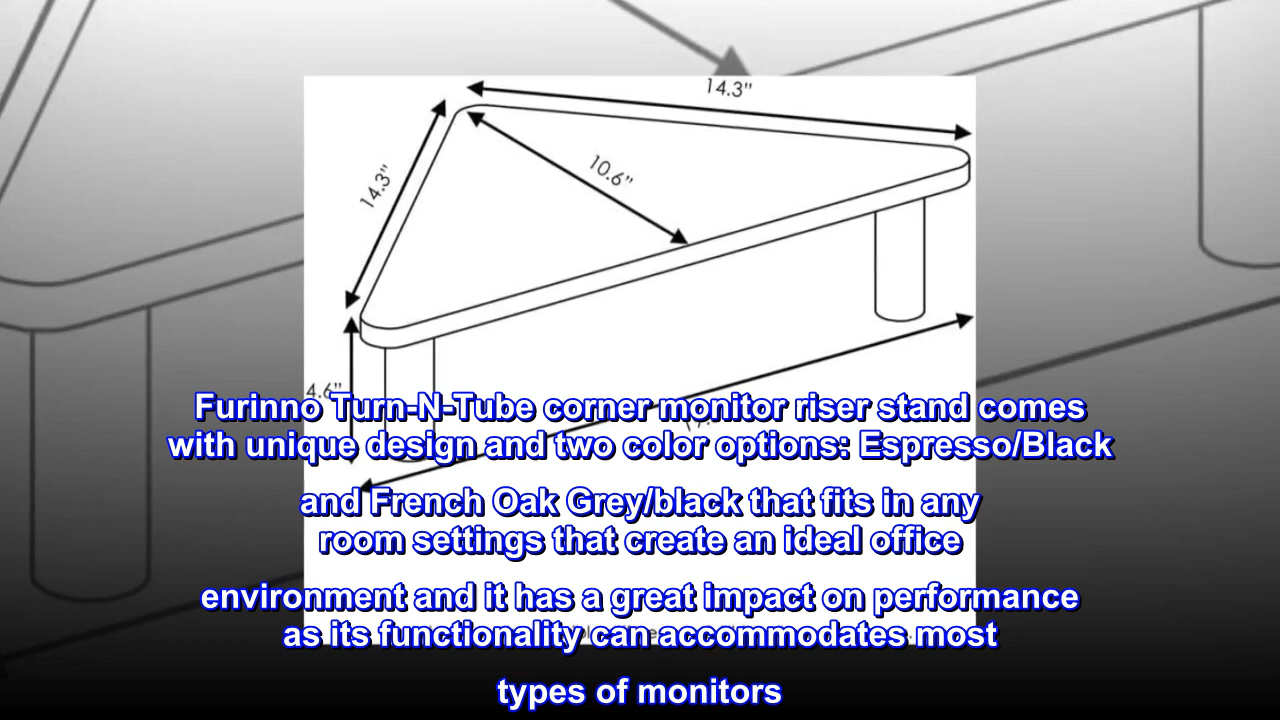 14.3"
14.3"
10.6"
4.6"
Furinno Turn-N-Tube corner monitor riser stand comes
with unique design and two color options: Espresso/Black
and French Oak Grey/black that fits in any
room settings that create an ideal office
environment and it has a great impact on performance
as its functionality can accommodates most
types of monitors